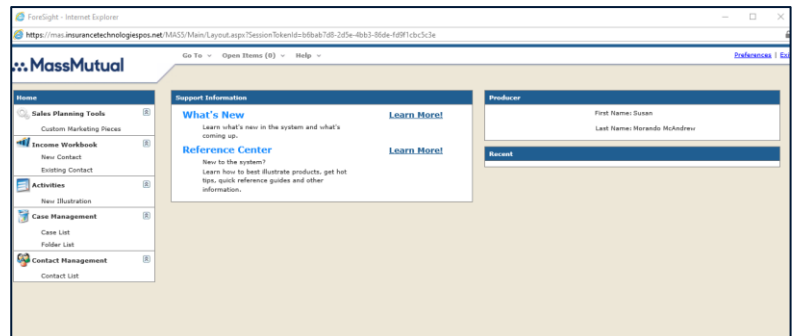 ForeSight - Internet Explorer
https://mas.insurancetechnologiespos.net/MASS/Main/Layout.aspx?SessionTokenId=b6bab7d8-2d5e-4bb3-86de-fd9f1cbc5c3e
Go To Open Items (0) Help
Preferences | Exi
MassMutual
Home
Sales Planning Tools
Custom Marketing Pieces
Income Workbook
New Contact
Existing Contact
Activities
New Illustration
Case Management
Case List
Folder List
Contact Management
Contact List
Support Information
What's New Learn More!
Learn what's new in the system and what's
coming up.
Reference Center Learn More!
New to the system?
Learn how to best illustrate products, get hot
tips, quick reference guides and other
information.
Producer
First Name: Susan
Last Name: Morando McAndrew
Recent